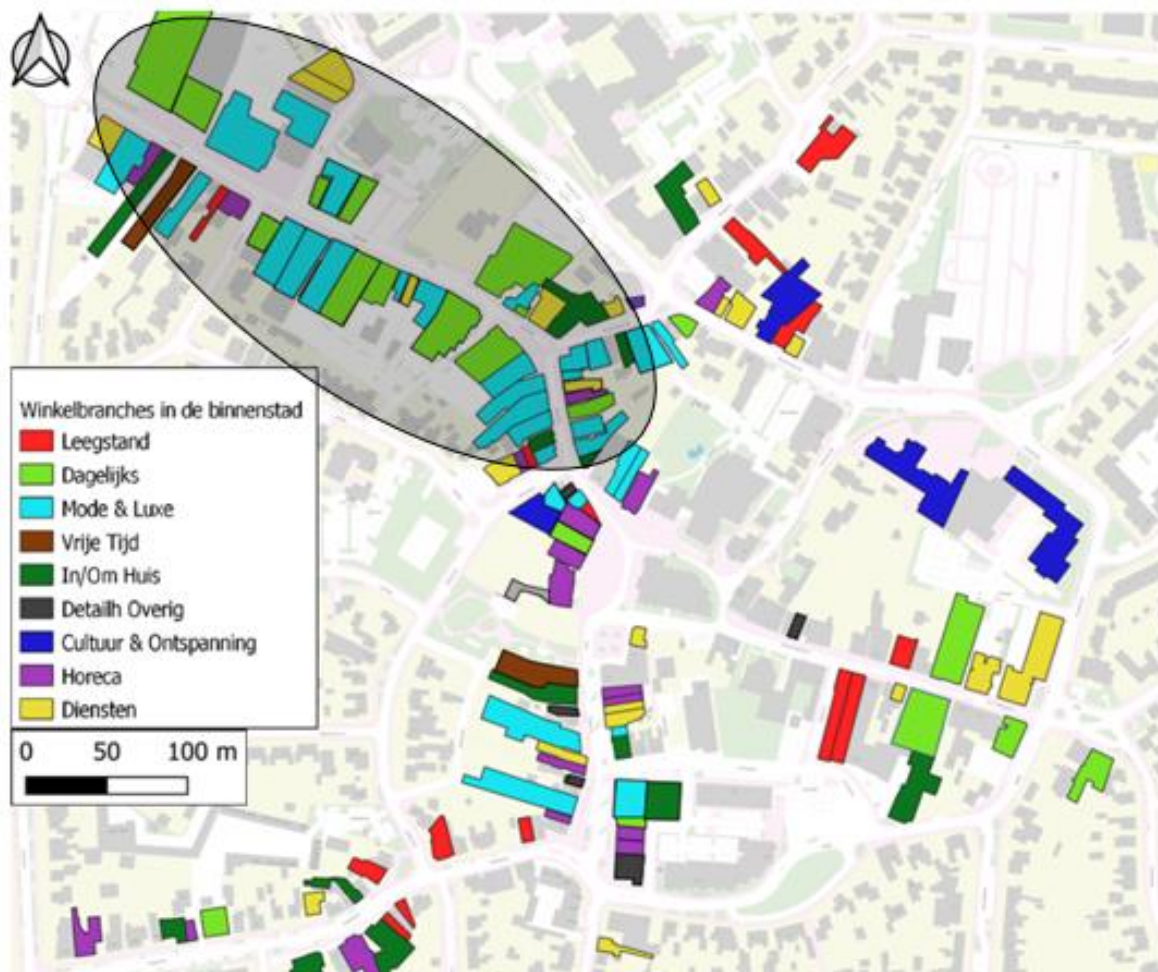 Winkelbranches in de binnenstad
Leegstand
Dagelijks
Mode & Luxe
Vrije Tijd
In/Om Huis
Detailh Overig
Cultuur & Ontspanning
Horeca
Diensten
0 50 100 m